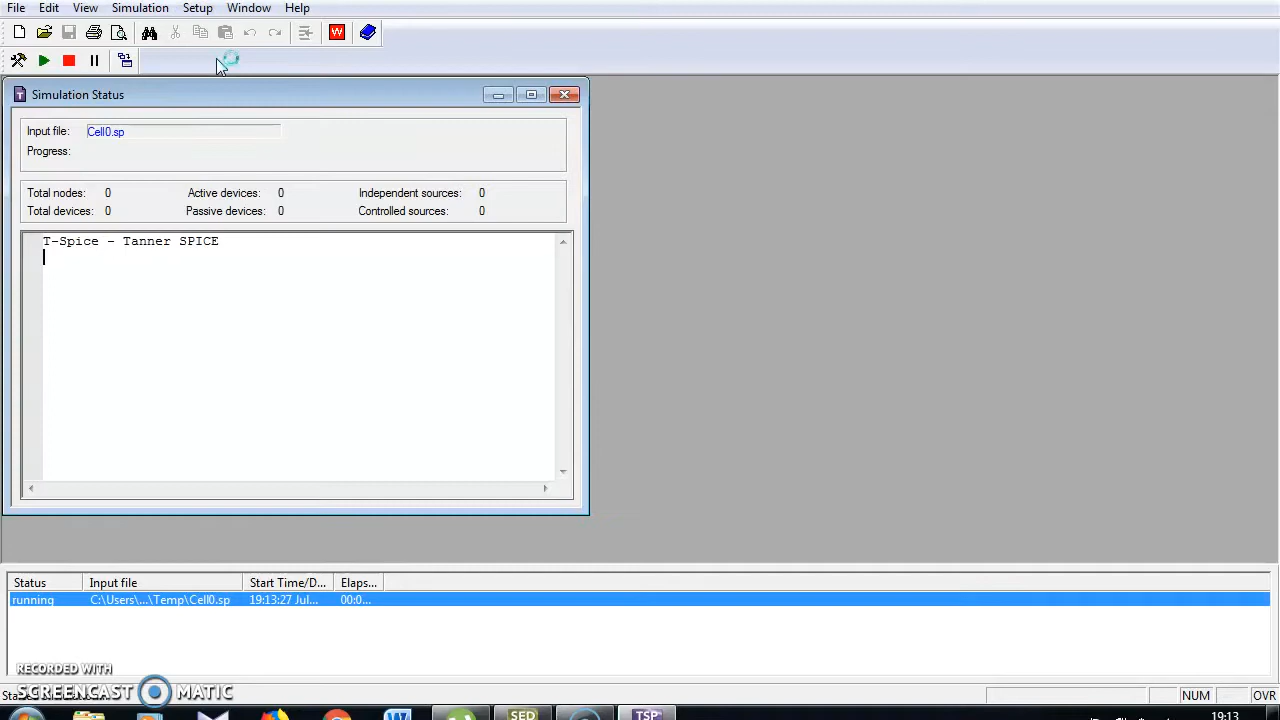 File Edit View Simulation Setup Window Help
Simulation Status
Input file: Cell0.sp
Progress:
Total nodes: 0 Active devices: 0 Independent sources: 0
Total devices: 0 Passive devices: 0 Controlled sources: 0
T-Spice - Tanner SPICE
Status Input file Start Time/D... Elaps...
running C:\Users\...\Temp\Cell0.sp 19:13:27 Jul... 00:0...
RECORDED WITH
SCREENCAST MATIC
NUM OVR
SED TSP 19:13